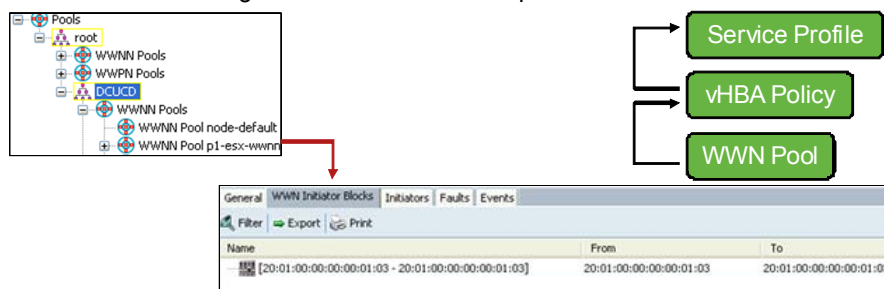 Pools
root
WWNN Pools
WWPN Pools
DCUCD
WWNN Pools
WWNN Pool node-default
WWNN Pool p1-esx-wwnn
Service Profile
vHBA Policy
WWN Pool
General WWN Initiator Blocks Initiators Faults Events
Filter Export Print
Name From To
[20:01:00:00:00:00:01:03 - 20:01:00:00:00:00:01:03] 20:01:00:00:00:00:01:03 20:01:00:00:00:00:01:0